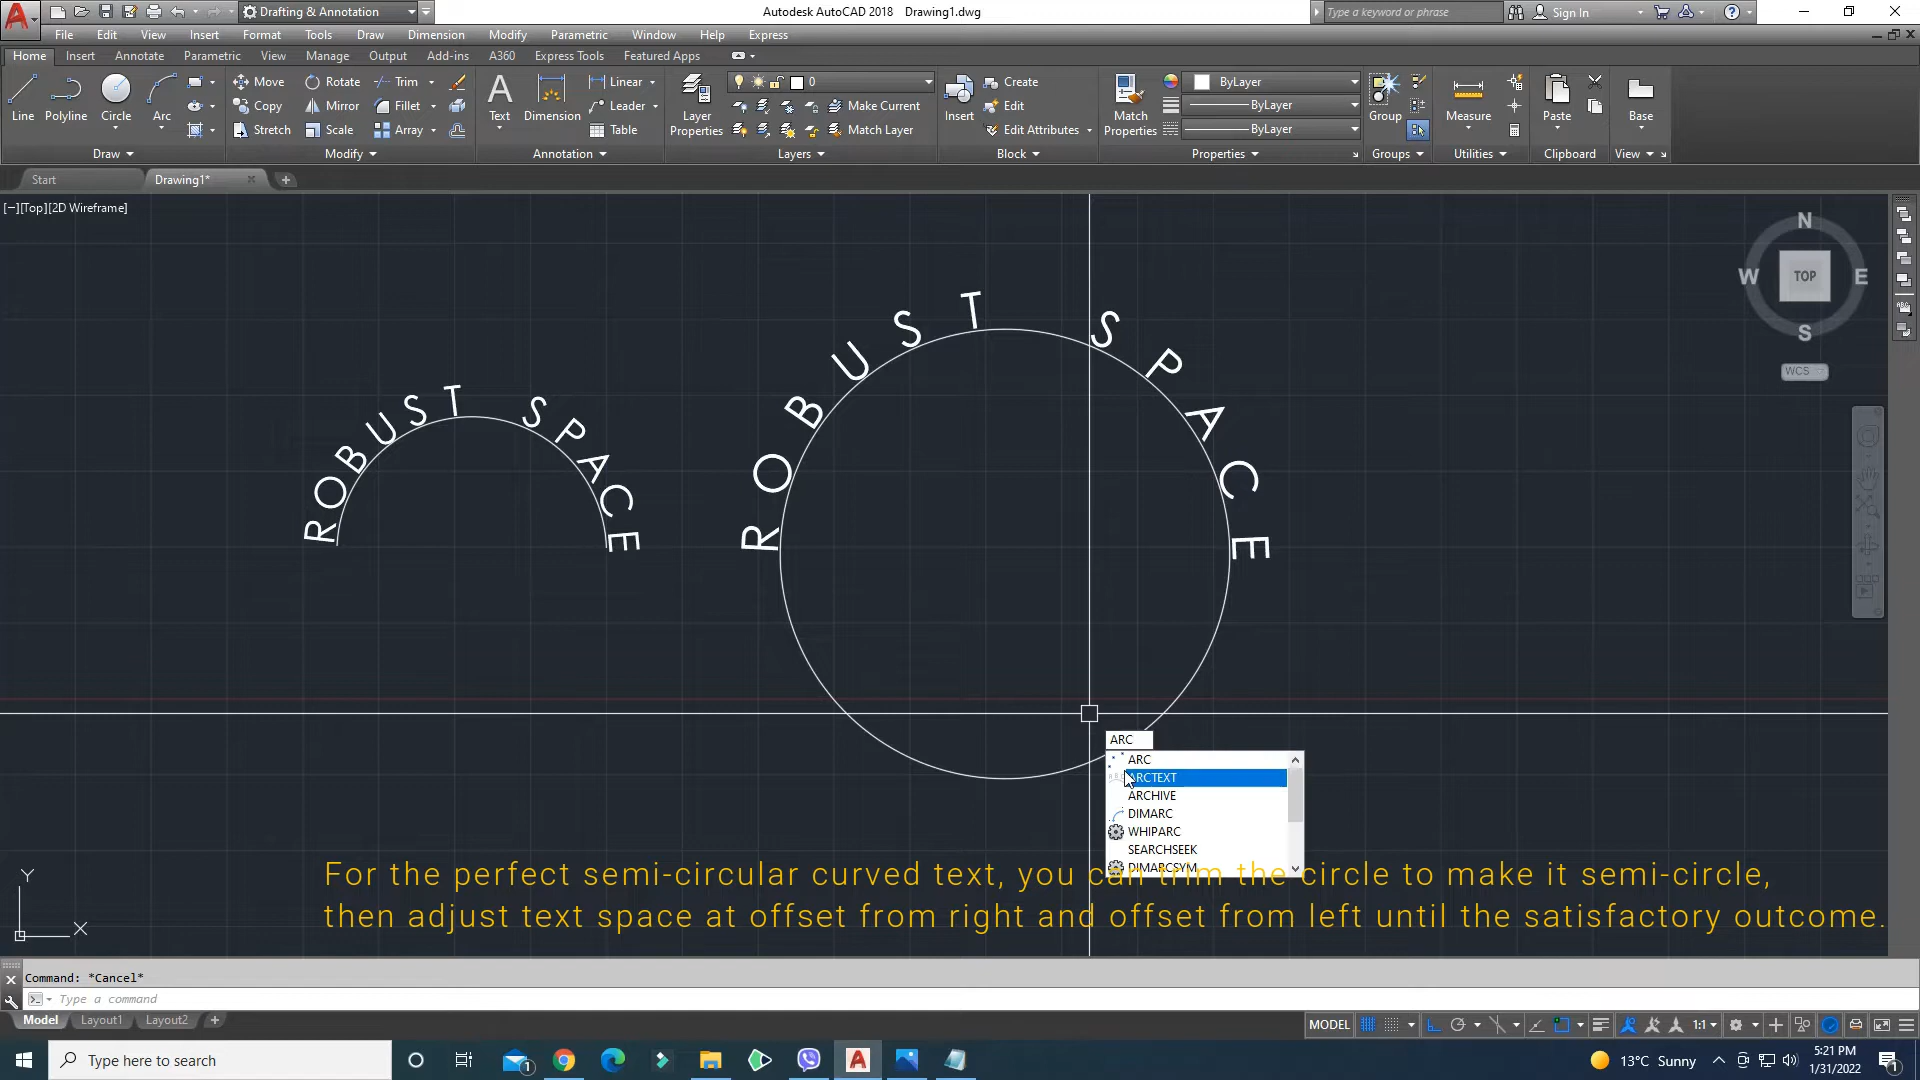 Drafting & Annotation
Autodesk AutoCAD 2018 Drawing1.dwg
Type a keyword or phrase
Sign In
File Edit View Insert Format Tools Draw Dimension Modify Parametric Window Help Express
Home Insert Annotate Parametric View Manage Output Add-ins A360 Express Tools Featured Apps
Line Polyline Circle Arc
Draw
Move Rotate Trim
Copy Mirror Fillet
Stretch Scale Array
Modify
Text Dimension
Linear
Leader
Table
Annotation
Layer Properties
0
Make Current
Match Layer
Layers
Insert
Create
Edit
Edit Attributes
Block
Match Properties
ByLayer
ByLayer
ByLayer
Properties
Group
Groups
Measure
Utilities
Paste
Clipboard
Base
View
Start Drawing1*
[−][Top][2D Wireframe]
N
W TOP E
S
WCS
ROBUST SPACE
ROBUST SPACE
ARC
ARC
ARCTEXT
ARCHIVE
DIMARC
WHIPARC
SEARCHSEEK
DIMARCSYM
For the perfect semi-circular curved text, you can trim the circle to make it semi-circle,
then adjust text space at offset from right and offset from left until the satisfactory outcome.
Y
X
Command: *Cancel*
Type a command
Model Layout1 Layout2
MODEL
1:1
Type here to search
1
13°C Sunny
5:21 PM
1/31/2022
1